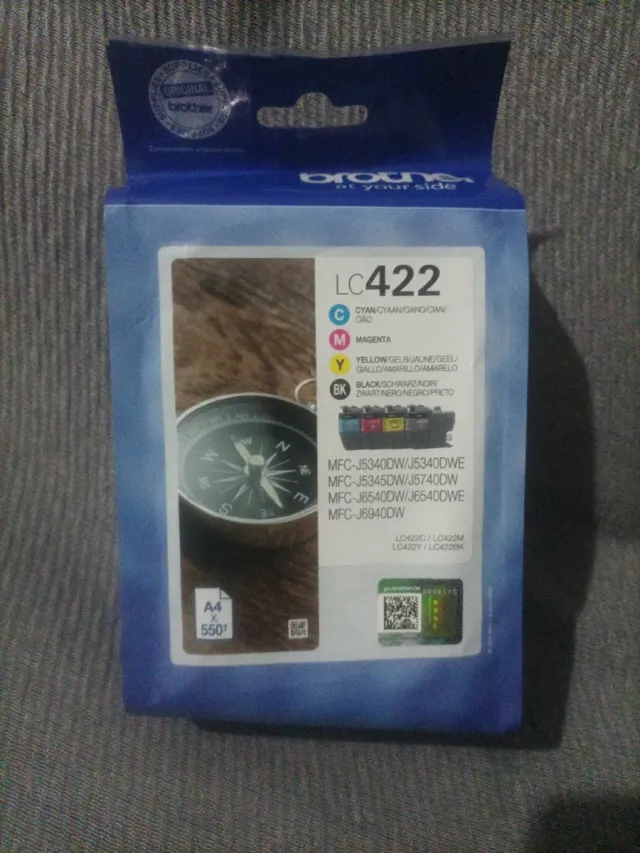 ORIGINAL
brother
brother
at your side
LC422
C CYAN/CYAAN/CIANO/CIAN/
CIÃO
M MAGENTA
Y YELLOW/GELB/JAUNE/GEEL/
GIALLO/AMARILLO/AMARELO
BK BLACK/SCHWARZ/NOIR/
ZWART/NERO/NEGRO/PRETO
MFC-J5340DW/J5340DWE
MFC-J5345DW/J5740DW
MFC-J6540DW/J6540DWE
MFC-J6940DW
LC422C / LC422M
LC422Y / LC422BK
A4
x
550†
N
NE
E